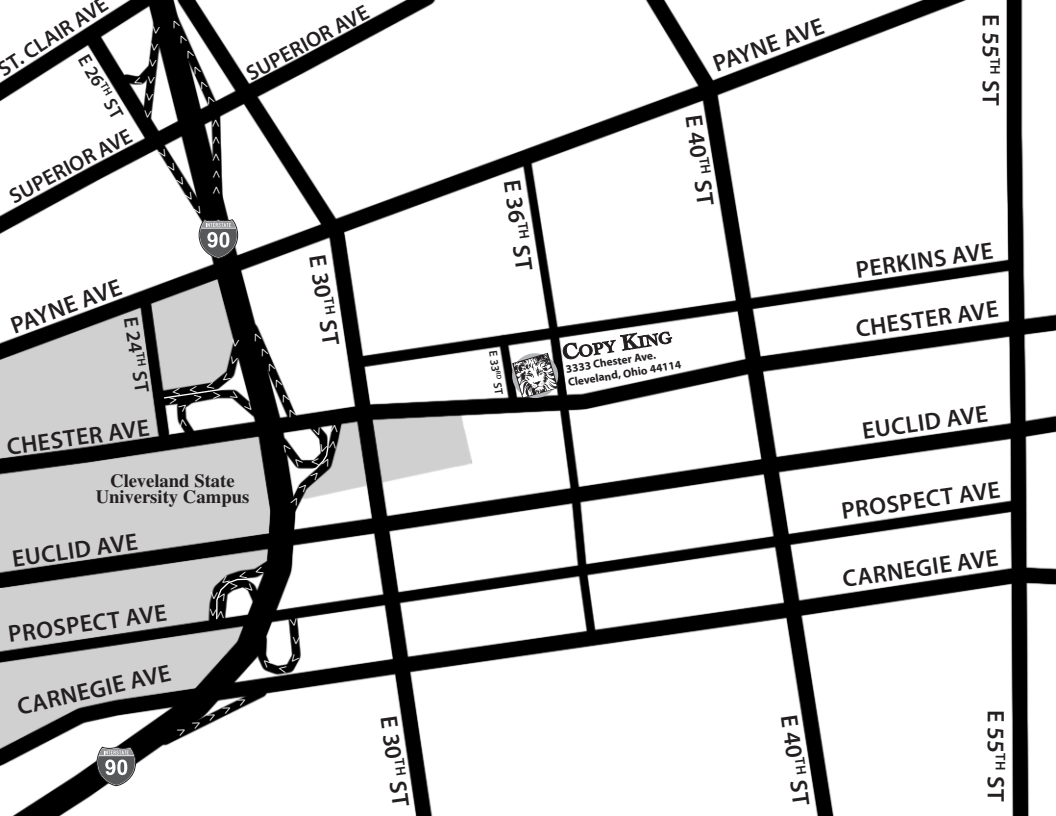 ST. CLAIR AVE
SUPERIOR AVE
PAYNE AVE
E 55TH ST
E 26TH ST
SUPERIOR AVE
E 40TH ST
E 36TH ST
INTERSTATE
90
PAYNE AVE
E 30TH ST
PERKINS AVE
CHESTER AVE
E 24TH ST
E 33RD ST
COPY KING
3333 Chester Ave.
Cleveland, Ohio 44114
CHESTER AVE
EUCLID AVE
Cleveland State
University Campus
PROSPECT AVE
EUCLID AVE
CARNEGIE AVE
PROSPECT AVE
CARNEGIE AVE
E 30TH ST
E 40TH ST
E 55TH ST
INTERSTATE
90